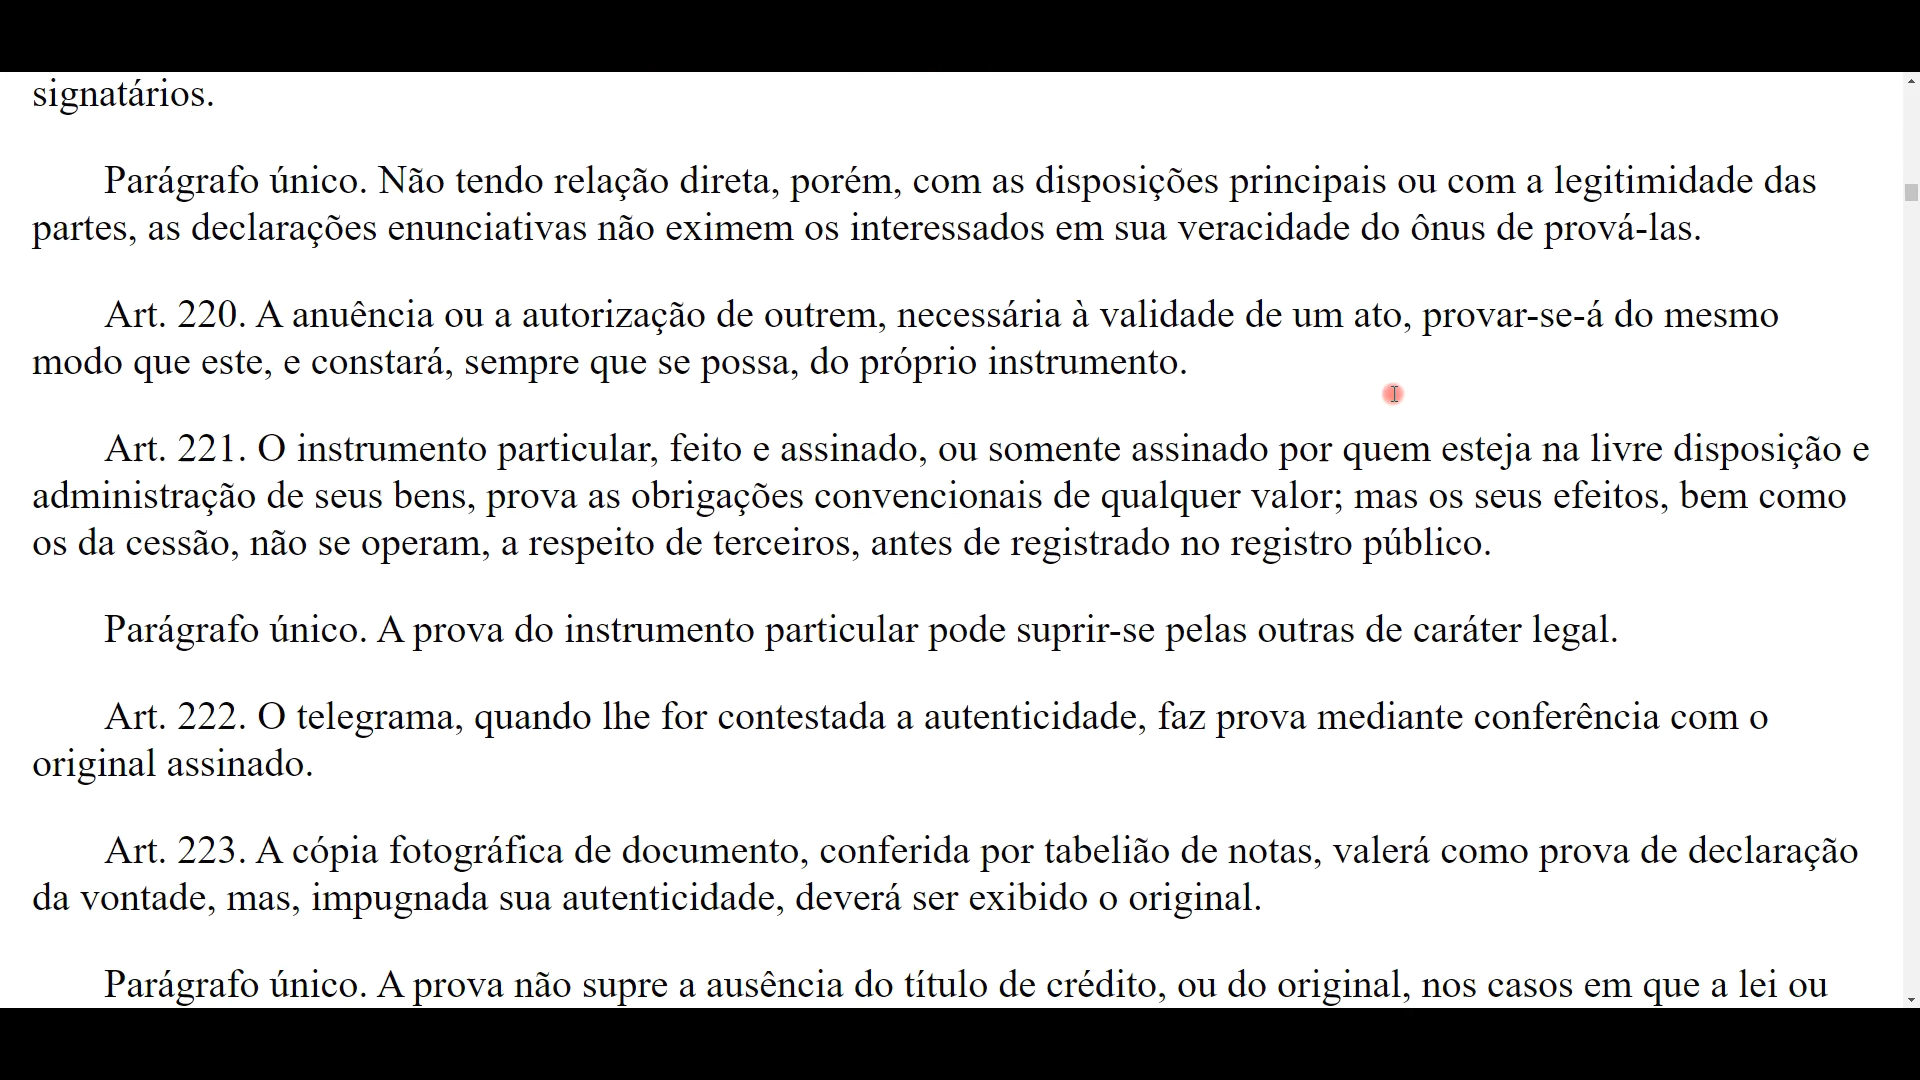 signatários.
Parágrafo único. Não tendo relação direta, porém, com as disposições principais ou com a legitimidade das
partes, as declarações enunciativas não eximem os interessados em sua veracidade do ônus de prová-las.
Art. 220. A anuência ou a autorização de outrem, necessária à validade de um ato, provar-se-á do mesmo
modo que este, e constará, sempre que se possa, do próprio instrumento.
Art. 221. O instrumento particular, feito e assinado, ou somente assinado por quem esteja na livre disposição e
administração de seus bens, prova as obrigações convencionais de qualquer valor; mas os seus efeitos, bem como
os da cessão, não se operam, a respeito de terceiros, antes de registrado no registro público.
Parágrafo único. A prova do instrumento particular pode suprir-se pelas outras de caráter legal.
Art. 222. O telegrama, quando lhe for contestada a autenticidade, faz prova mediante conferência com o
original assinado.
Art. 223. A cópia fotográfica de documento, conferida por tabelião de notas, valerá como prova de declaração
da vontade, mas, impugnada sua autenticidade, deverá ser exibido o original.
Parágrafo único. A prova não supre a ausência do título de crédito, ou do original, nos casos em que a lei ou